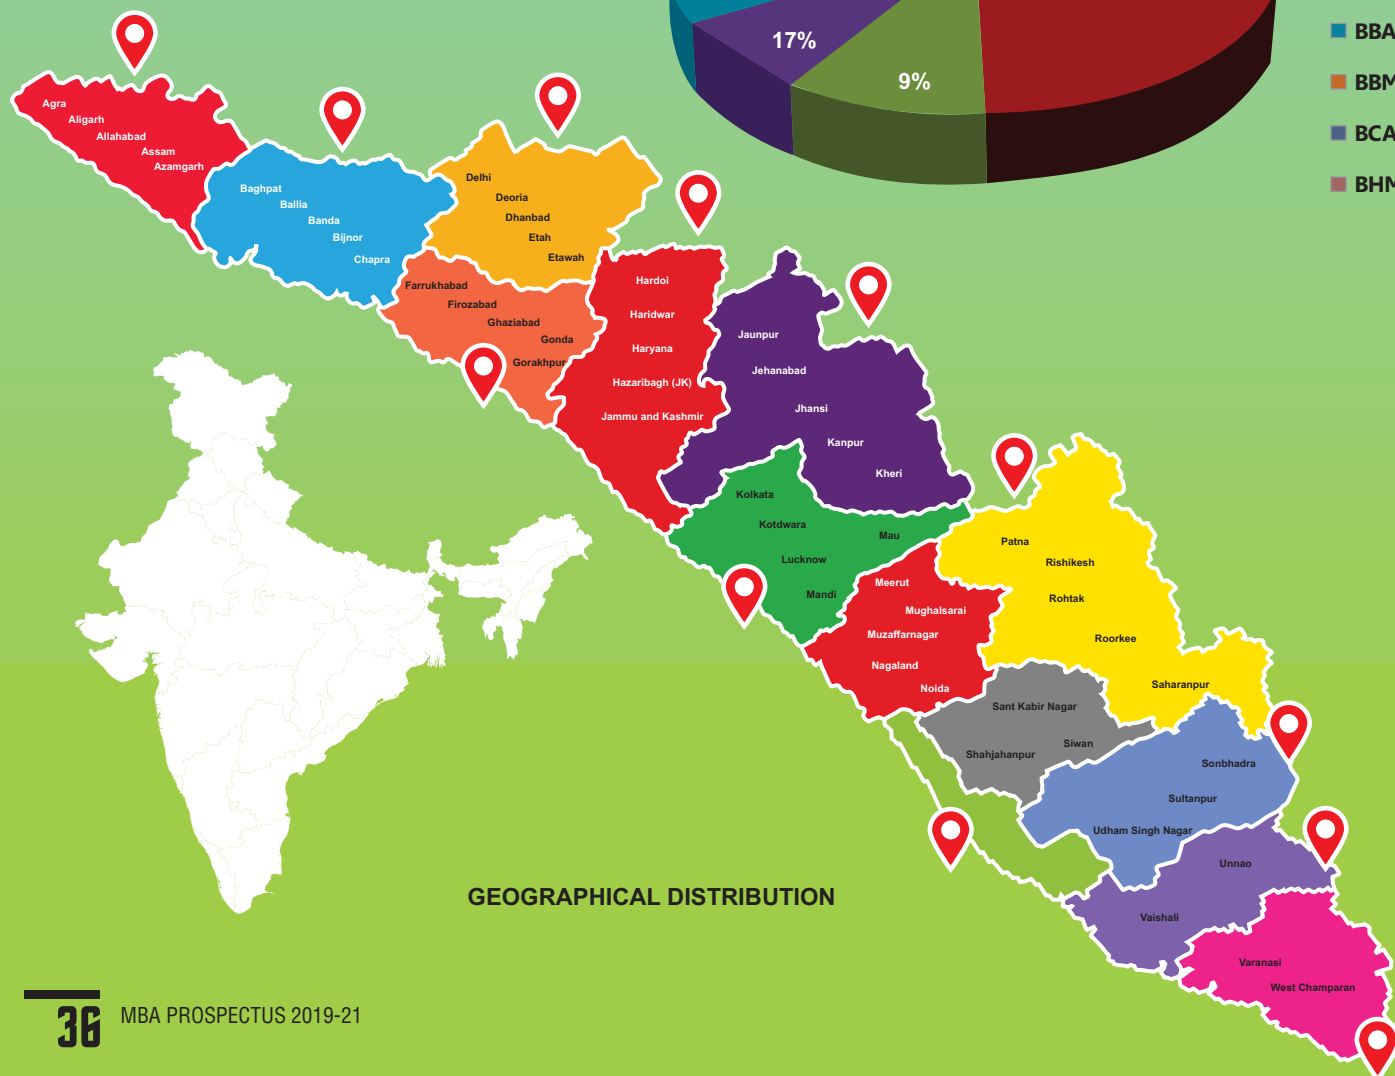 17%
9%
BBA
BBM
BCA
BHM
Agra
Aligarh
Allahabad
Assam
Azamgarh
Baghpat
Ballia
Banda
Bijnor
Chapra
Delhi
Deoria
Dhanbad
Etah
Etawah
Farrukhabad
Firozabad
Ghaziabad
Gonda
Gorakhpur
Hardoi
Haridwar
Haryana
Hazaribagh (JK)
Jammu and Kashmir
Jaunpur
Jehanabad
Jhansi
Kanpur
Kheri
Kolkata
Kotdwara
Mau
Lucknow
Mandi
Meerut
Mughalsarai
Muzaffarnagar
Nagaland
Noida
Patna
Rishikesh
Rohtak
Roorkee
Saharanpur
Sant Kabir Nagar
Siwan
Shahjahanpur
Sonbhadra
Sultanpur
Udham Singh Nagar
Unnao
Vaishali
Varanasi
West Champaran
GEOGRAPHICAL DISTRIBUTION
36 MBA PROSPECTUS 2019-21